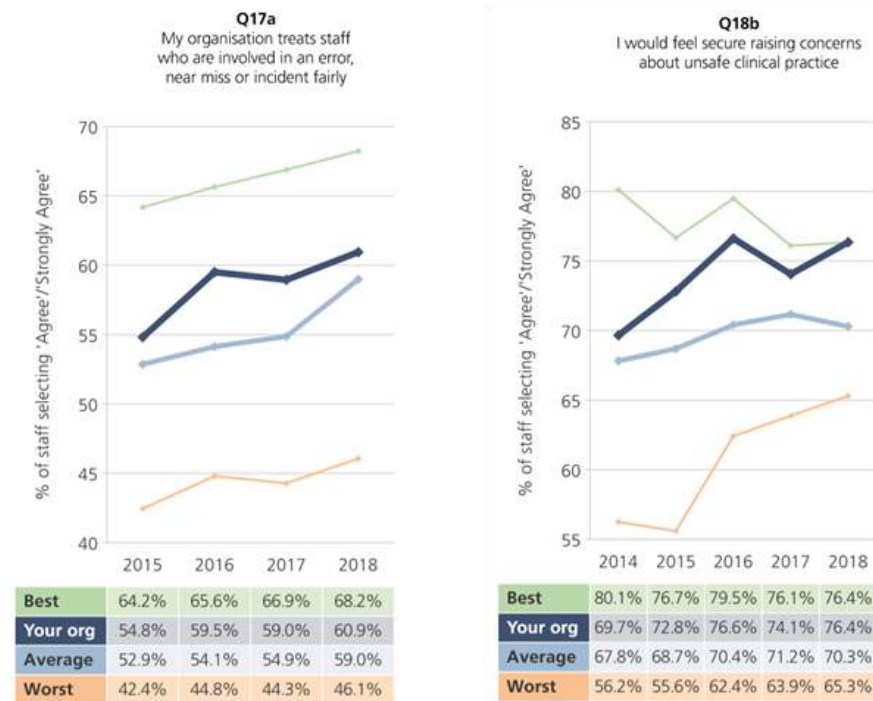 Q17a
My organisation treats staff
who are involved in an error,
near miss or incident fairly
% of staff selecting 'Agree'/'Strongly Agree'
70
65
60
55
50
45
40
2015 2016 2017 2018
Best 64.2% 65.6% 66.9% 68.2%
Your org 54.8% 59.5% 59.0% 60.9%
Average 52.9% 54.1% 54.9% 59.0%
Worst 42.4% 44.8% 44.3% 46.1%
Q18b
I would feel secure raising concerns
about unsafe clinical practice
% of staff selecting 'Agree'/'Strongly Agree'
85
80
75
70
65
60
55
2014 2015 2016 2017 2018
Best 80.1% 76.7% 79.5% 76.1% 76.4%
Your org 69.7% 72.8% 76.6% 74.1% 76.4%
Average 67.8% 68.7% 70.4% 71.2% 70.3%
Worst 56.2% 55.6% 62.4% 63.9% 65.3%